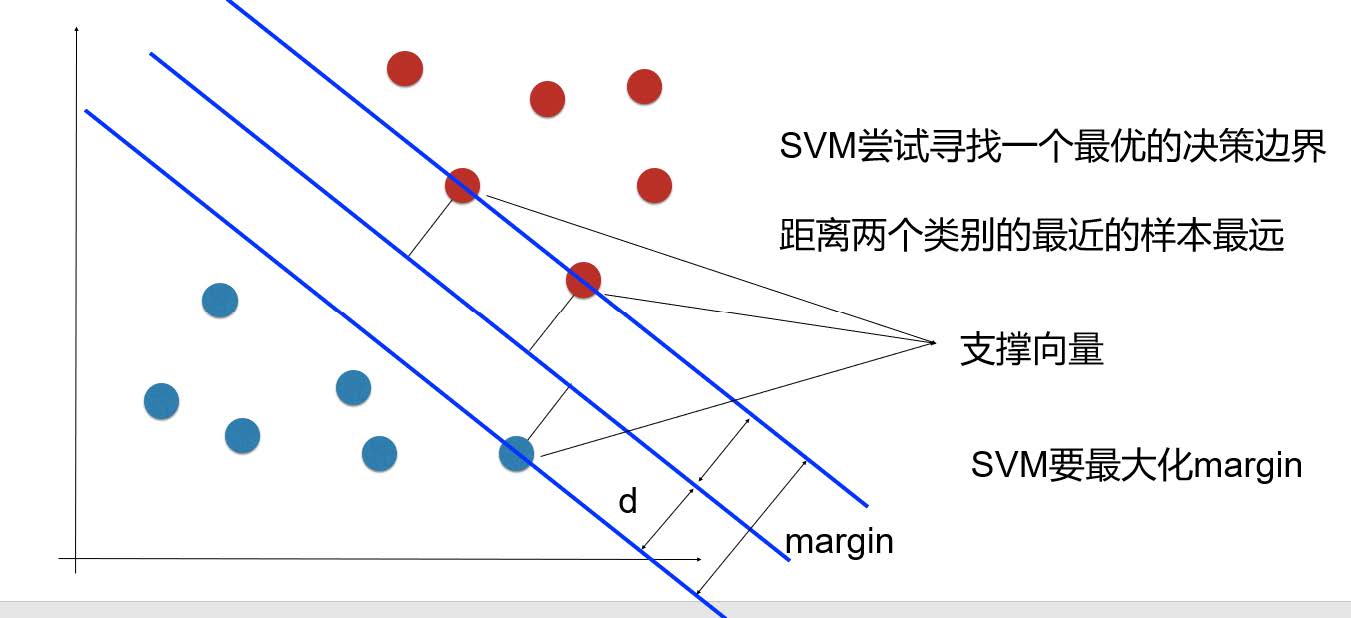 SVM尝试寻找一个最优的决策边界
距离两个类别的最近的样本最远
支撑向量
SVM要最大化margin
d
margin